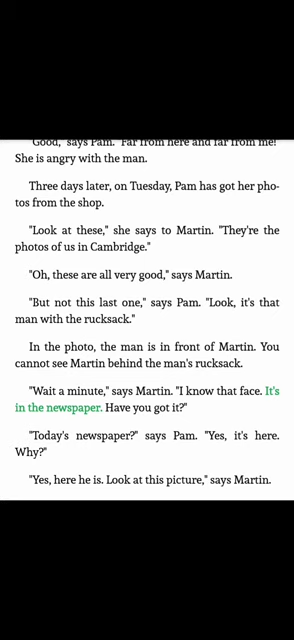 "Good," says Pam. "Far from here and far from me!"
She is angry with the man.
Three days later, on Tuesday, Pam has got her pho-
tos from the shop.
"Look at these," she says to Martin. "They're the
photos of us in Cambridge."
"Oh, these are all very good," says Martin.
"But not this last one," says Pam. "Look, it's that
man with the rucksack."
In the photo, the man is in front of Martin. You
cannot see Martin behind the man's rucksack.
"Wait a minute," says Martin. "I know that face. It's
in the newspaper. Have you got it?"
"Today's newspaper?" says Pam. "Yes, it's here.
Why?"
"Yes, here he is. Look at this picture," says Martin.